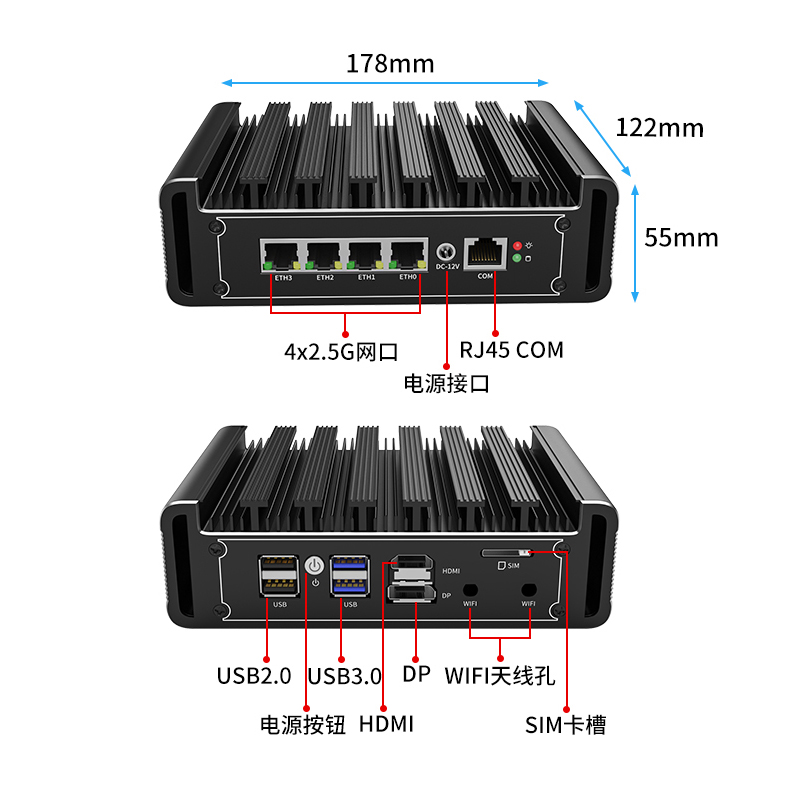 178mm
122mm
55mm
ETH3
ETH2
ETH1
ETH0
DC-12V
COM
4x2.5G网口
RJ45 COM
电源接口
HDMI
SIM
USB
USB
DP
WIFI
WIFI
USB2.0
USB3.0
DP
WIFI天线孔
电源按钮
HDMI
SIM卡槽